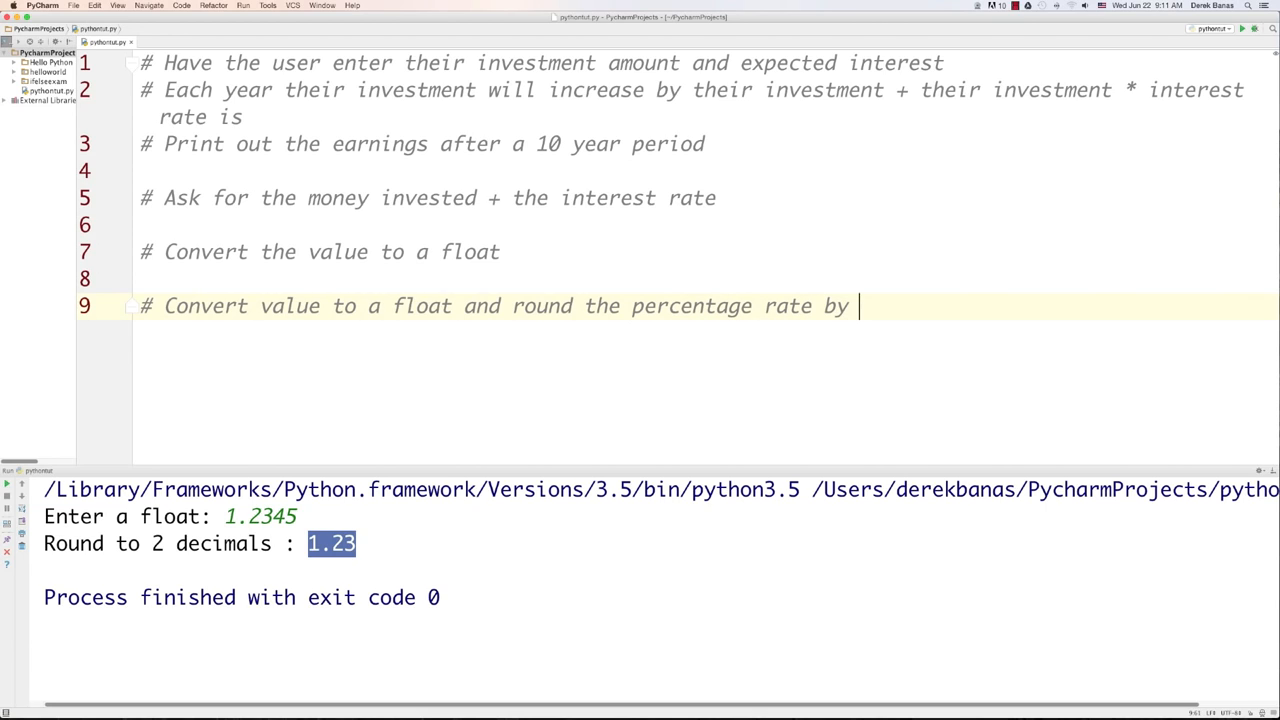 PyCharm File Edit View Navigate Code Refactor Run Tools VCS Window Help 10 Wed Jun 22 9:11 AM Derek Banas
pythontut.py - PycharmProjects - [~/PycharmProjects]
PycharmProjects pythontut.py pythontut
pythontut.py
PycharmProject
Hello Python
helloworld
ifelseexam
pythontut.py
External Librarie
1 # Have the user enter their investment amount and expected interest
2 # Each year their investment will increase by their investment + their investment * interest
rate is
3 # Print out the earnings after a 10 year period
4
5 # Ask for the money invested + the interest rate
6
7 # Convert the value to a float
8
9 # Convert value to a float and round the percentage rate by
Run pythontut
/Library/Frameworks/Python.framework/Versions/3.5/bin/python3.5 /Users/derekbanas/PycharmProjects/pytho
Enter a float: 1.2345
Round to 2 decimals : 1.23
Process finished with exit code 0
9:61 LF÷ UTF-8÷